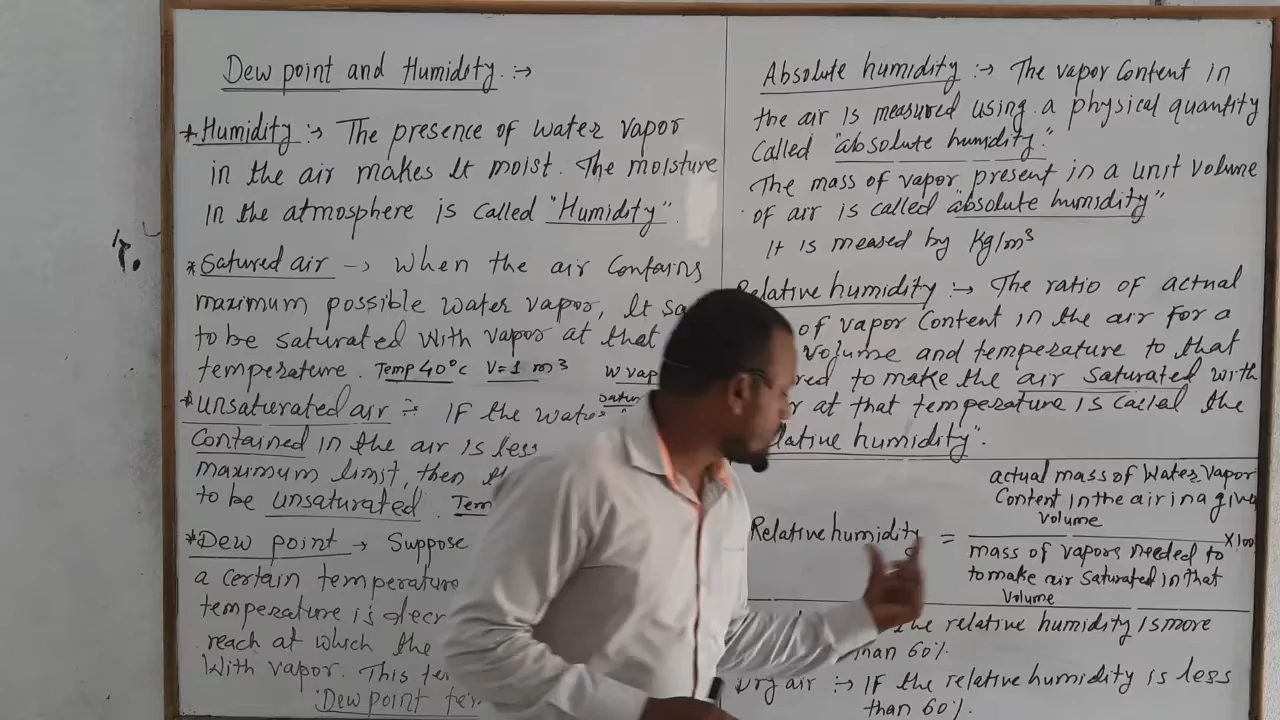 Dew point and Humidity :→
*Humidity :→ The presence of water vapor
in the air makes It moist. The moisture
In the atmosphere is called "Humidity".
*Satured air → When the air contains
maximum possible water vapor, It sa
to be saturated with vapor at that
temperature. Temp 40°C V=1 m³ w vap
satu
*unsaturated air ÷ IF the water
Contained in the air is less
maximum limit, then th
to be unsaturated. Tem
*Dew point → Suppose
a certain temperature
temperature is decr
reach at which the
With vapor. This te
Dew point te
Absolute humidity :→ The vapor Content in
the air is measured using a physical quantity
Called "absolute humidity."
The mass of vapor present in a unit volume
of air is called "absolute humidity"
It is meased by Kg/m³
Relative humidity :→ The ratio of actual
of vapor Content in the air For a
volume and temperature to that
red to make the air saturated with
r at that temperature is called the
lative humidity".
actual mass of Water Vapor
Content in the air in a given
Volume
Relative humidity = X100
mass of vapors needed to
to make air Saturated in that
Volume
the relative humidity is more
than 60%.
Dry air :→ IF the relative humidity is less
than 60%.